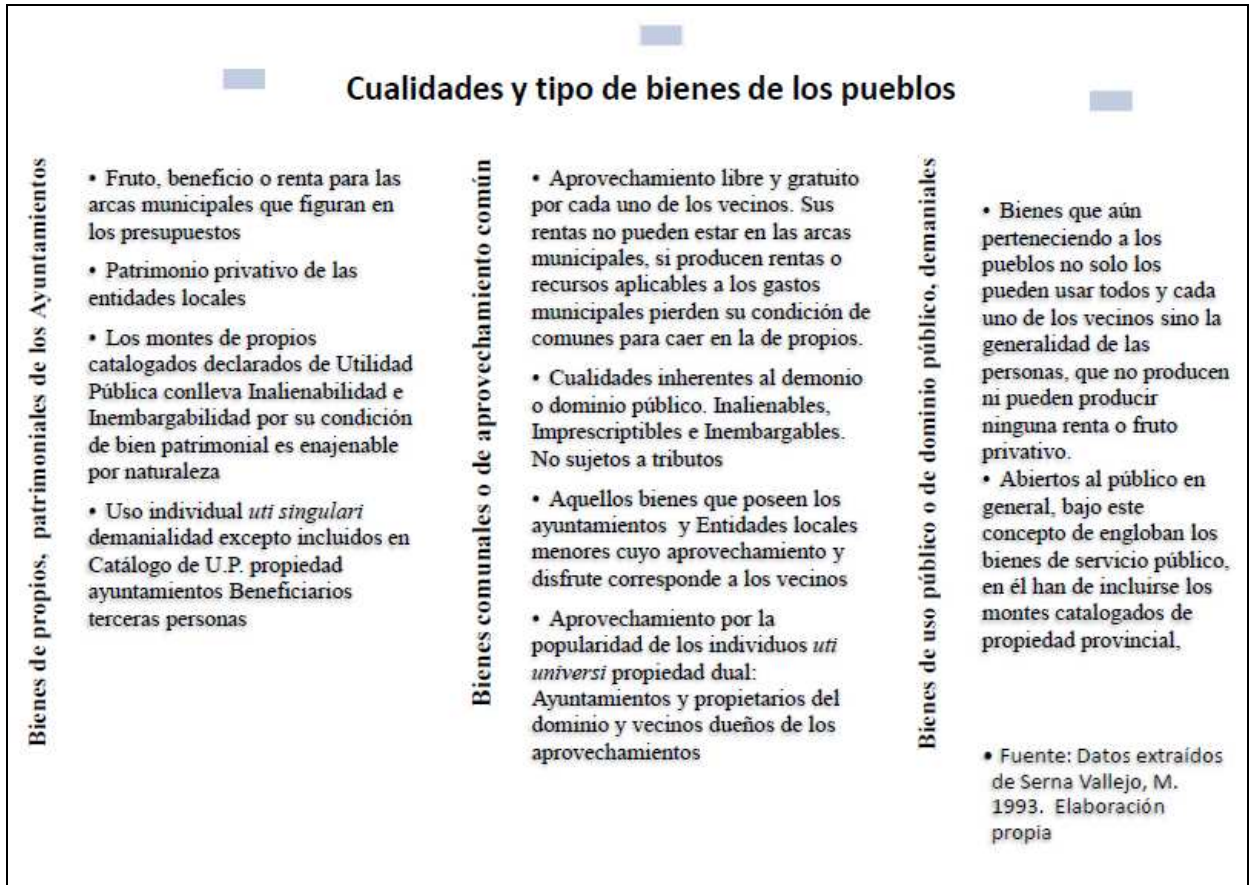 Cualidades y tipo de bienes de los pueblos
Bienes de propios, patrimoniales de los Ayuntamientos
• Fruto, beneficio o renta para las
arcas municipales que figuran en
los presupuestos
• Patrimonio privativo de las
entidades locales
• Los montes de propios
catalogados declarados de Utilidad
Pública conlleva Inalienabilidad e
Inembargabilidad por su condición
de bien patrimonial es enajenable
por naturaleza
• Uso individual uti singulari
demanialidad excepto incluidos en
Catálogo de U.P. propiedad
ayuntamientos Beneficiarios
terceras personas
Bienes comunales o de aprovechamiento común
• Aprovechamiento libre y gratuito
por cada uno de los vecinos. Sus
rentas no pueden estar en las arcas
municipales, si producen rentas o
recursos aplicables a los gastos
municipales pierden su condición de
comunes para caer en la de propios.
• Cualidades inherentes al demonio
o dominio público. Inalienables,
Imprescriptibles e Inembargables.
No sujetos a tributos
• Aquellos bienes que poseen los
ayuntamientos y Entidades locales
menores cuyo aprovechamiento y
disfrute corresponde a los vecinos
• Aprovechamiento por la
popularidad de los individuos uti
universi propiedad dual:
Ayuntamientos y propietarios del
dominio y vecinos dueños de los
aprovechamientos
Bienes de uso público o de dominio público, demaniales
• Bienes que aún
perteneciendo a los
pueblos no solo los
pueden usar todos y cada
uno de los vecinos sino la
generalidad de las
personas, que no producen
ni pueden producir
ninguna renta o fruto
privativo.
• Abiertos al público en
general, bajo este
concepto de engloban los
bienes de servicio público,
en él han de incluirse los
montes catalogados de
propiedad provincial,
• Fuente: Datos extraídos
de Serna Vallejo, M.
1993. Elaboración
propia